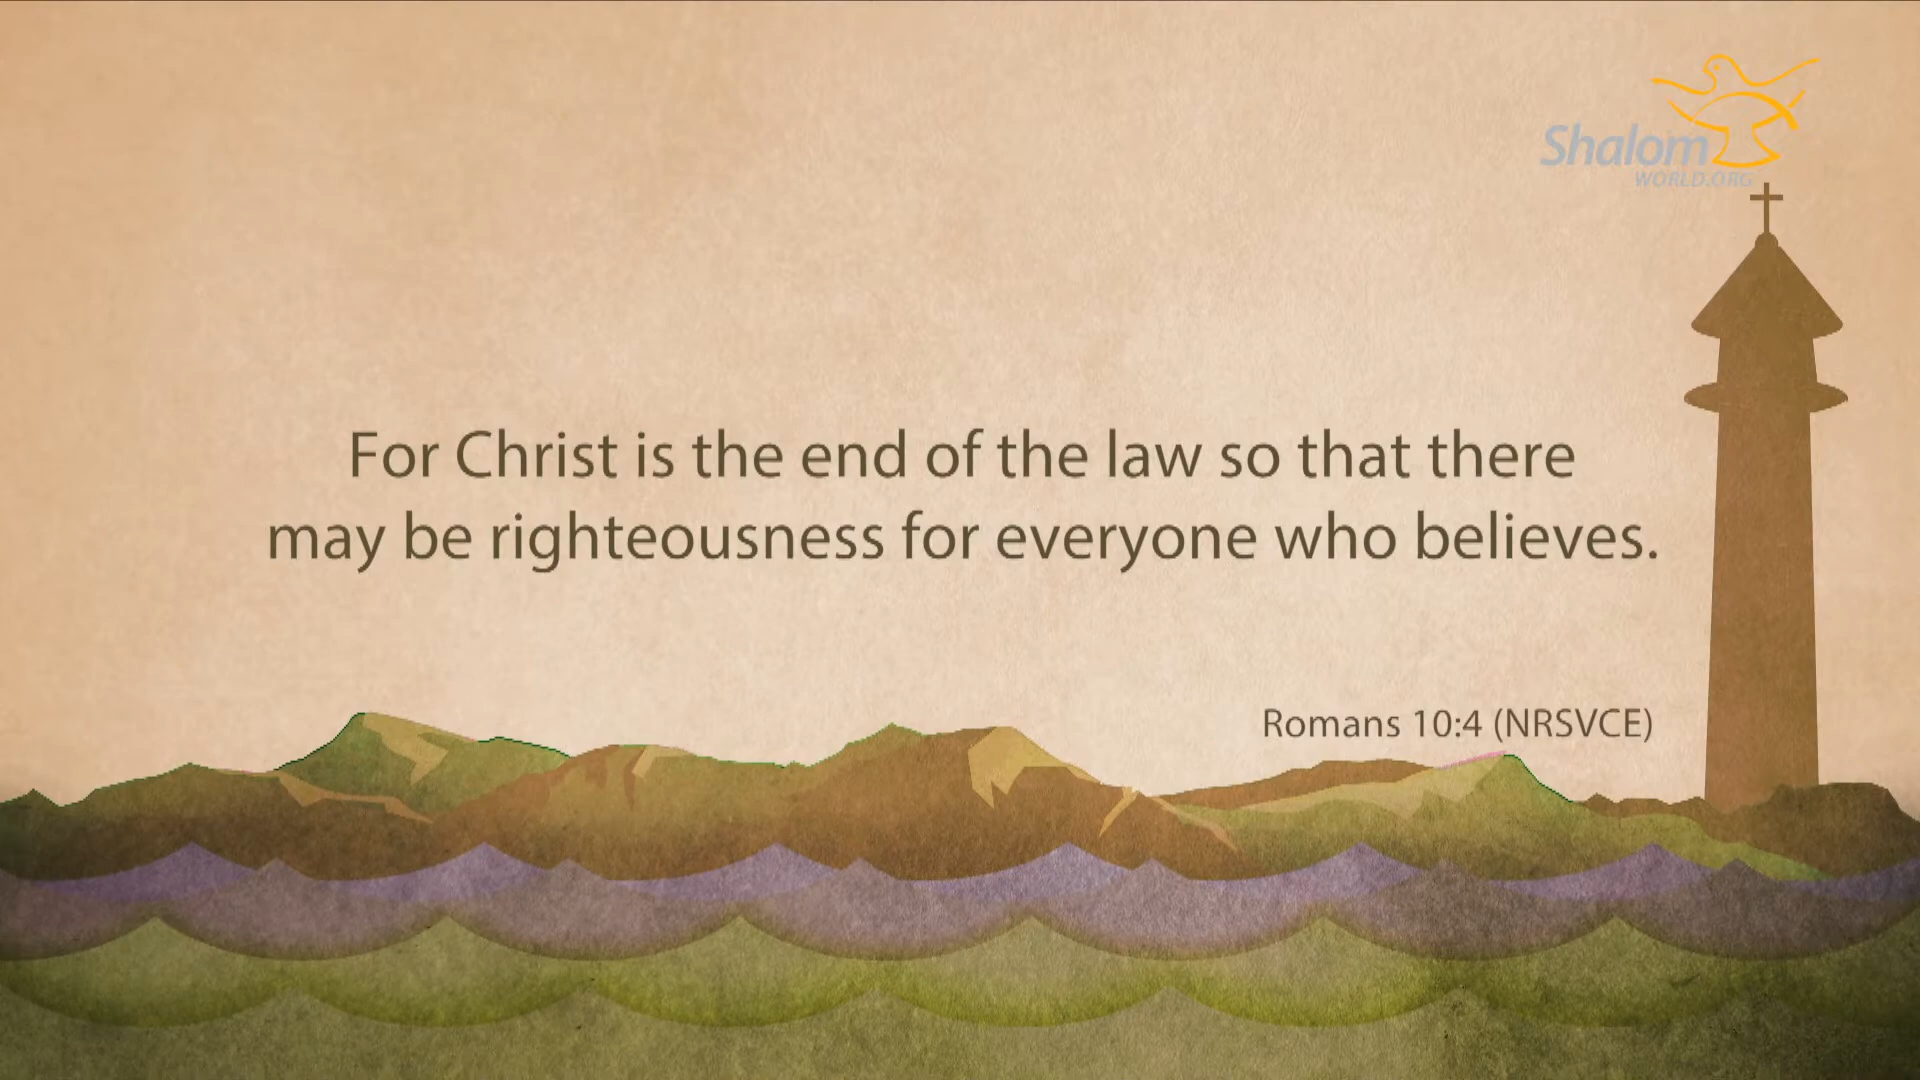 Shalom
WORLD.ORG
For Christ is the end of the law so that there
may be righteousness for everyone who believes.
Romans 10:4 (NRSVCE)